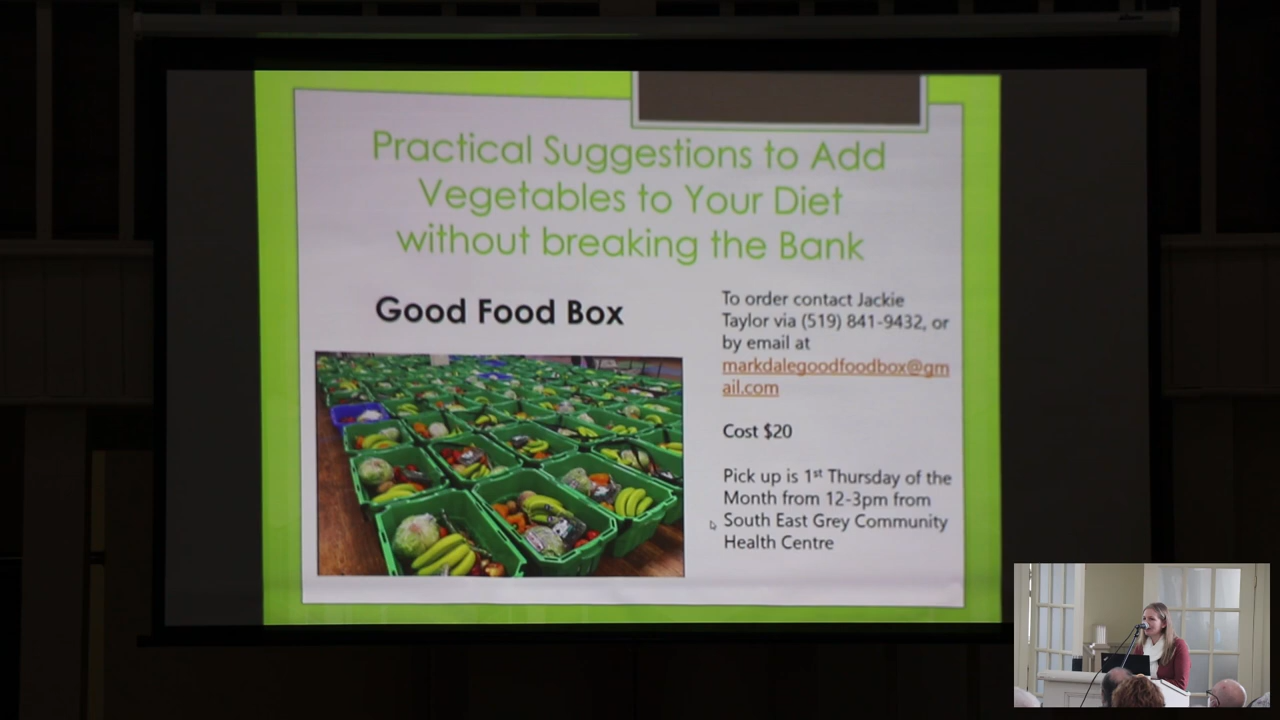 Practical Suggestions to Add
Vegetables to Your Diet
without breaking the Bank
Good Food Box
To order contact Jackie
Taylor via (519) 841-9432, or
by email at
markdalegoodfoodbox@gm
ail.com
Cost $20
Pick up is 1st Thursday of the
Month from 12-3pm from
South East Grey Community
Health Centre